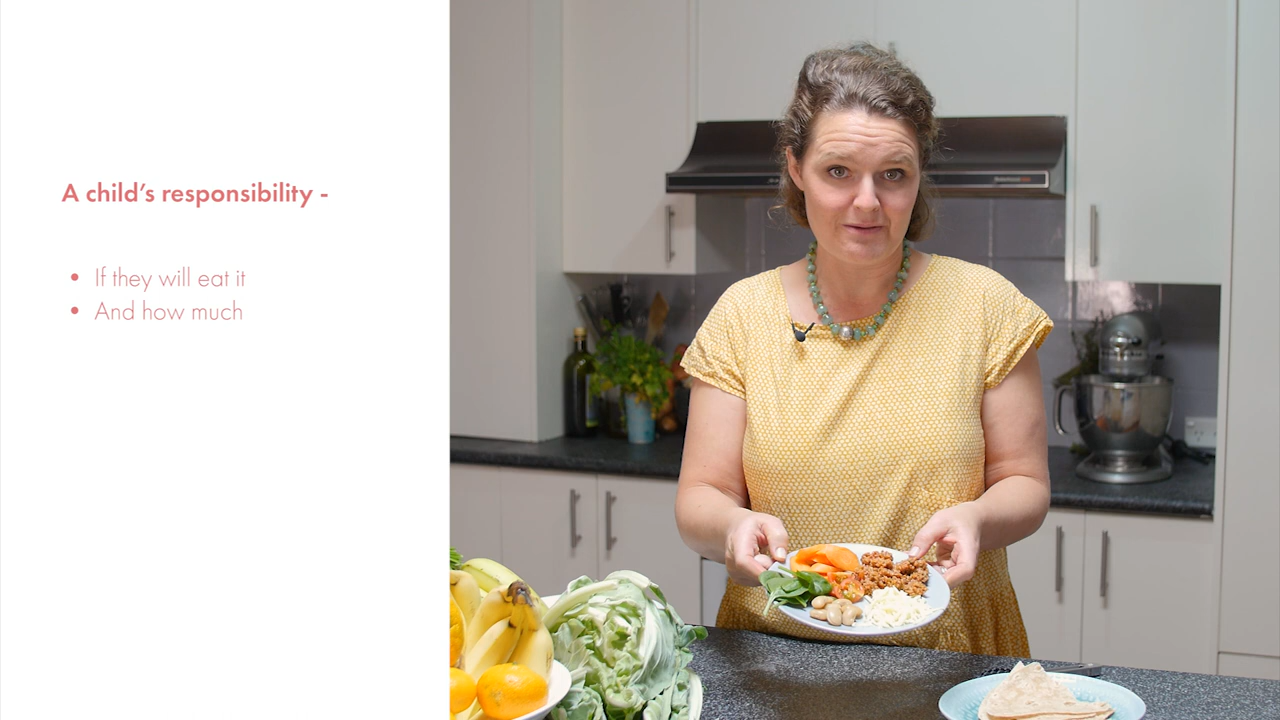 A child's responsibility -
• If they will eat it
• And how much